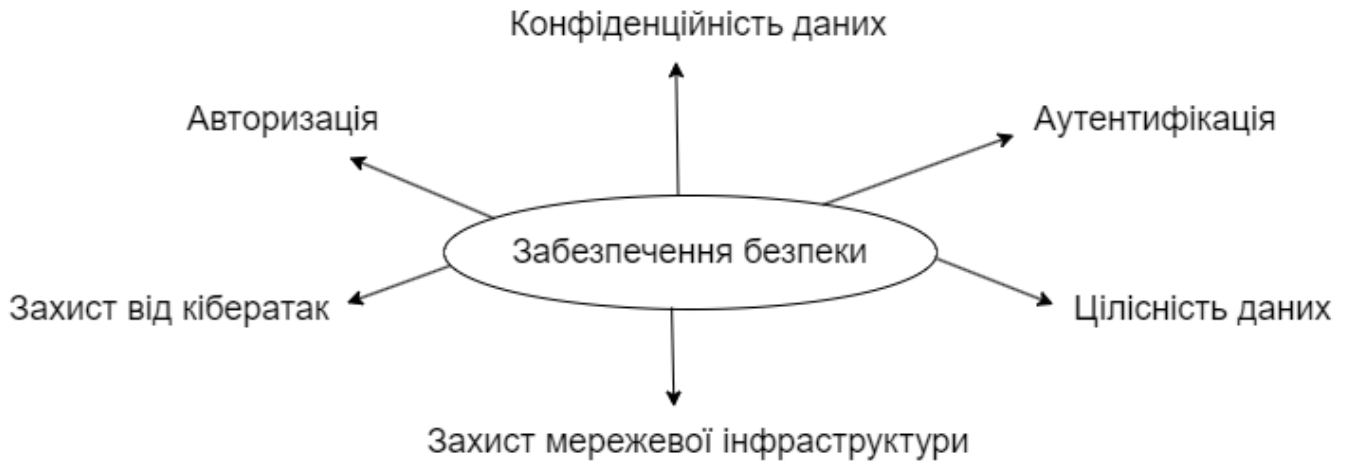 Конфіденційність даних
Авторизація
Аутентифікація
Забезпечення безпеки
Захист від кібератак
Цілісність даних
Захист мережевої інфраструктури